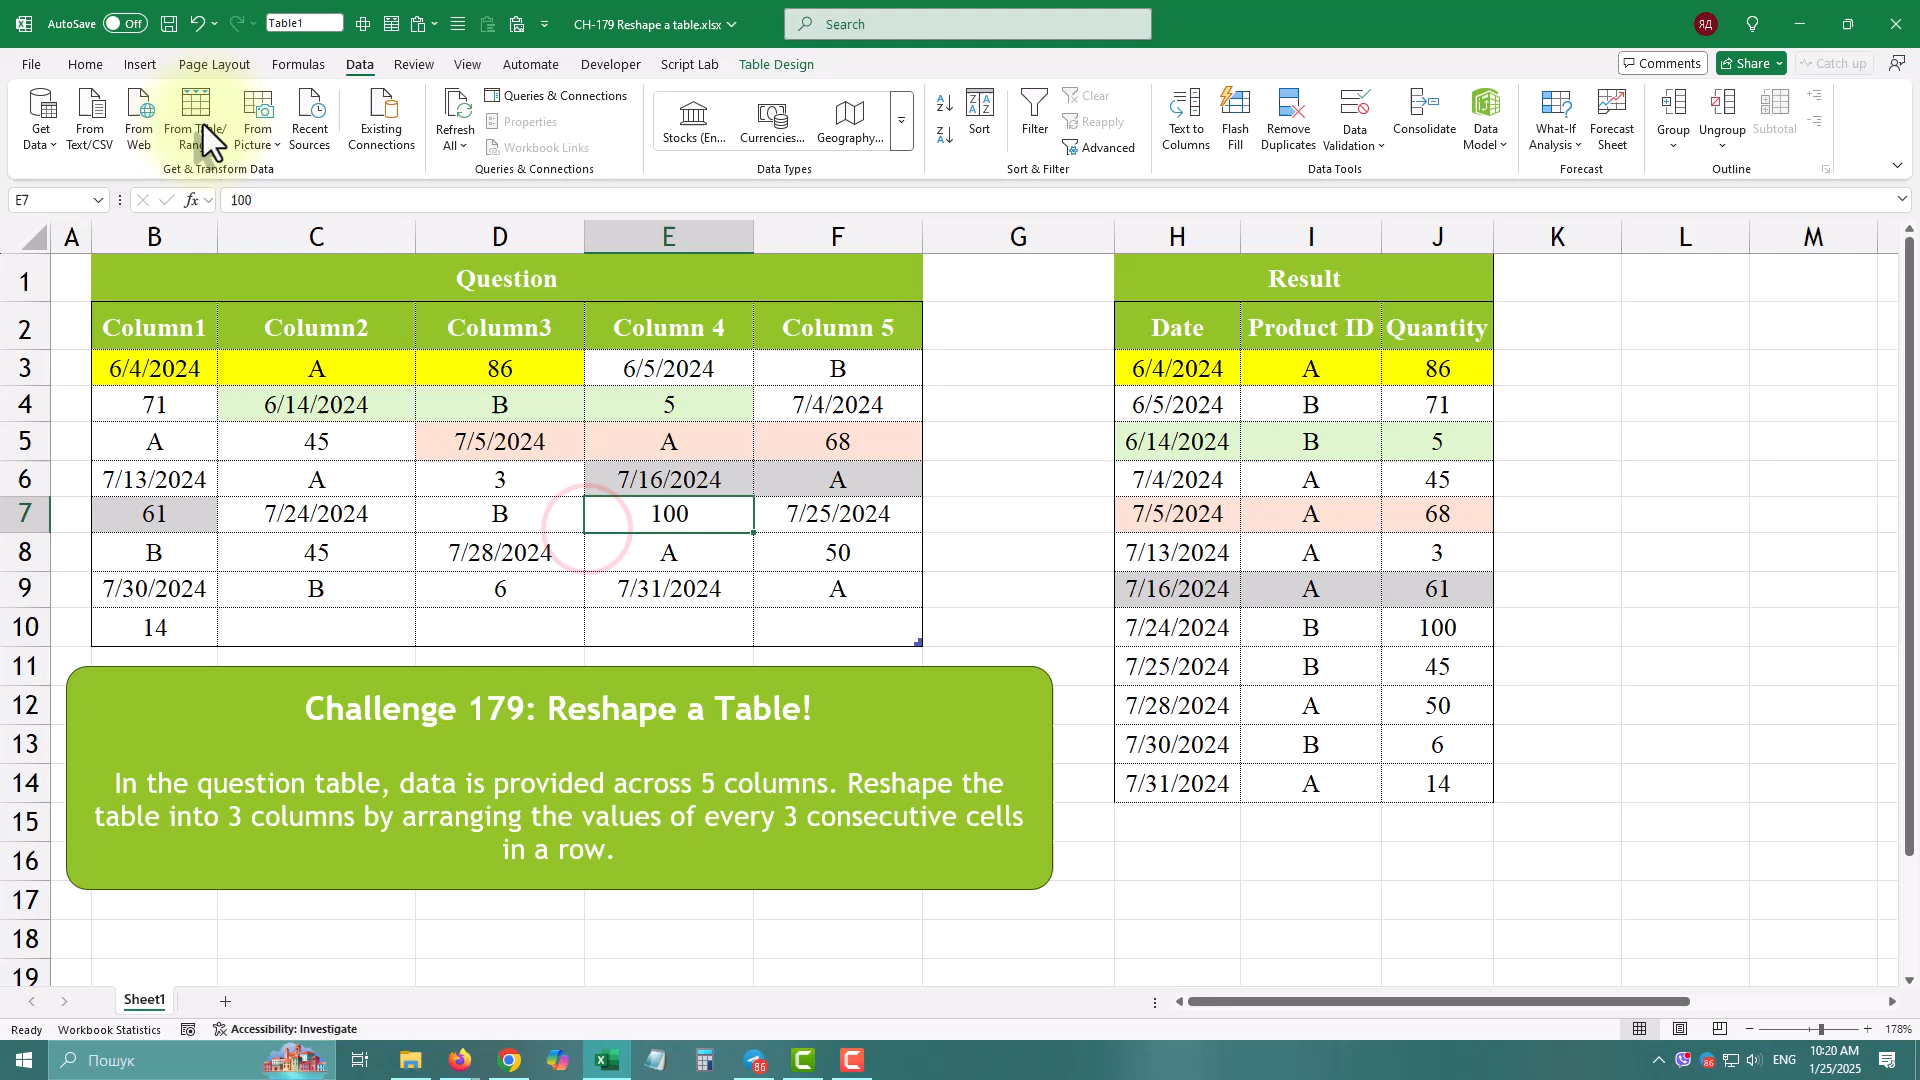 AutoSave Off Table1 CH-179 Reshape a table.xlsx Search ЯД
File Home Insert Page Layout Formulas Data Review View Automate Developer Script Lab Table Design Comments Share Catch up
Get Data From Text/CSV From Web From Table/ Range From Picture Recent Sources Existing Connections
Get & Transform Data
Refresh All Queries & Connections Properties Workbook Links
Queries & Connections
Stocks (En... Currencies... Geography...
Data Types
Sort Filter Clear Reapply Advanced
Sort & Filter
Text to Columns Flash Fill Remove Duplicates Data Validation Consolidate Data Model
Data Tools
What-If Analysis Forecast Sheet
Forecast
Group Ungroup Subtotal
Outline
E7 fx 100
A B C D E F G H I J K L M
1 Question Result
2 Column1 Column2 Column3 Column 4 Column 5 Date Product ID Quantity
3 6/4/2024 A 86 6/5/2024 B 6/4/2024 A 86
4 71 6/14/2024 B 5 7/4/2024 6/5/2024 B 71
5 A 45 7/5/2024 A 68 6/14/2024 B 5
6 7/13/2024 A 3 7/16/2024 A 7/4/2024 A 45
7 61 7/24/2024 B 100 7/25/2024 7/5/2024 A 68
8 B 45 7/28/2024 A 50 7/13/2024 A 3
9 7/30/2024 B 6 7/31/2024 A 7/16/2024 A 61
10 14 7/24/2024 B 100
11 7/25/2024 B 45
12 7/28/2024 A 50
13 7/30/2024 B 6
14 7/31/2024 A 14
15
16
17
18
19
Challenge 179: Reshape a Table!
In the question table, data is provided across 5 columns. Reshape the
table into 3 columns by arranging the values of every 3 consecutive cells
in a row.
Sheet1
Ready Workbook Statistics Accessibility: Investigate 178%
Пошук 86 86 ENG 10:20 AM
1/25/2025